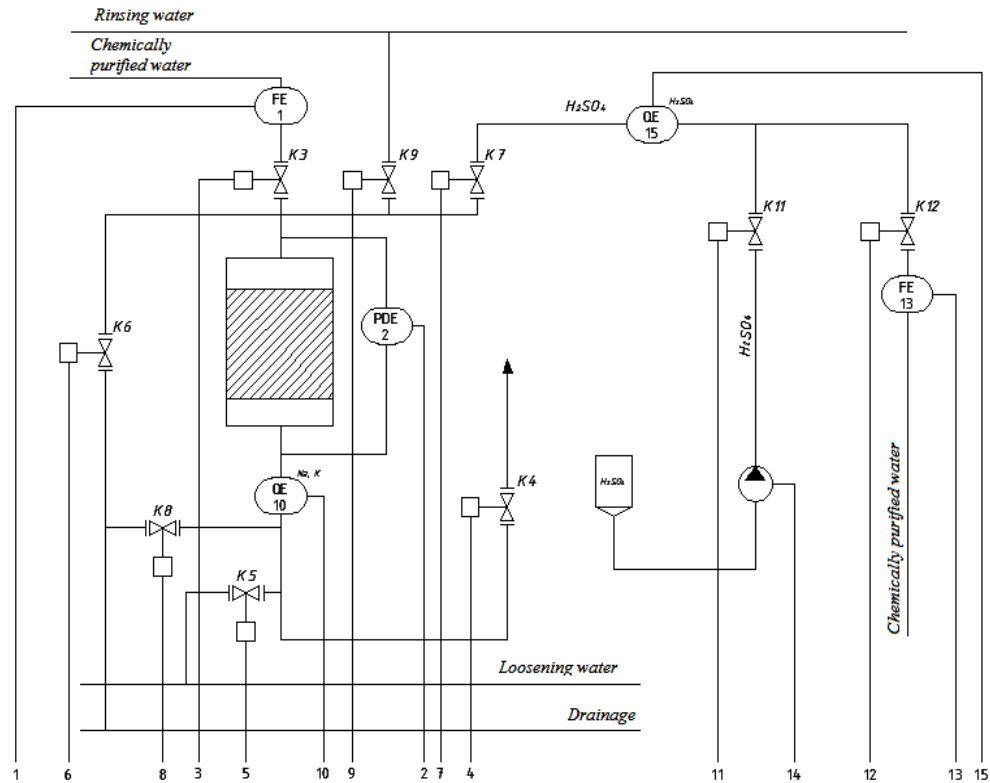 Rinsing water
Chemically
purified water
FE
1
H₂SO₄
QE
15
H₂SO₄
K3
K9
K7
K11
K12
FE
13
K6
PDE
2
H₂SO₄
Na, K
QE
10
K4
H₂SO₄
K8
K5
Chemically purified water
Loosening water
Drainage
1
6
8
3
5
10
9
2
7
4
11
14
12
13
15